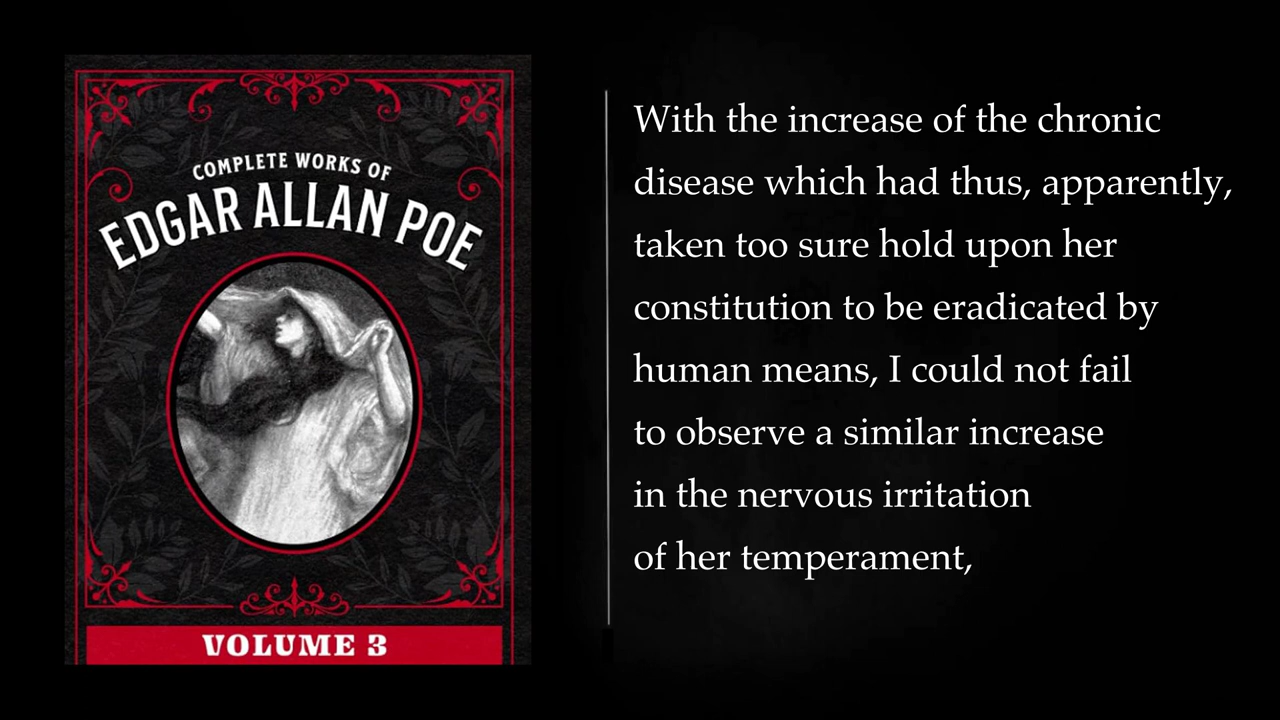 COMPLETE WORKS OF
EDGAR ALLAN POE
VOLUME 3
With the increase of the chronic
disease which had thus, apparently,
taken too sure hold upon her
constitution to be eradicated by
human means, I could not fail
to observe a similar increase
in the nervous irritation
of her temperament,